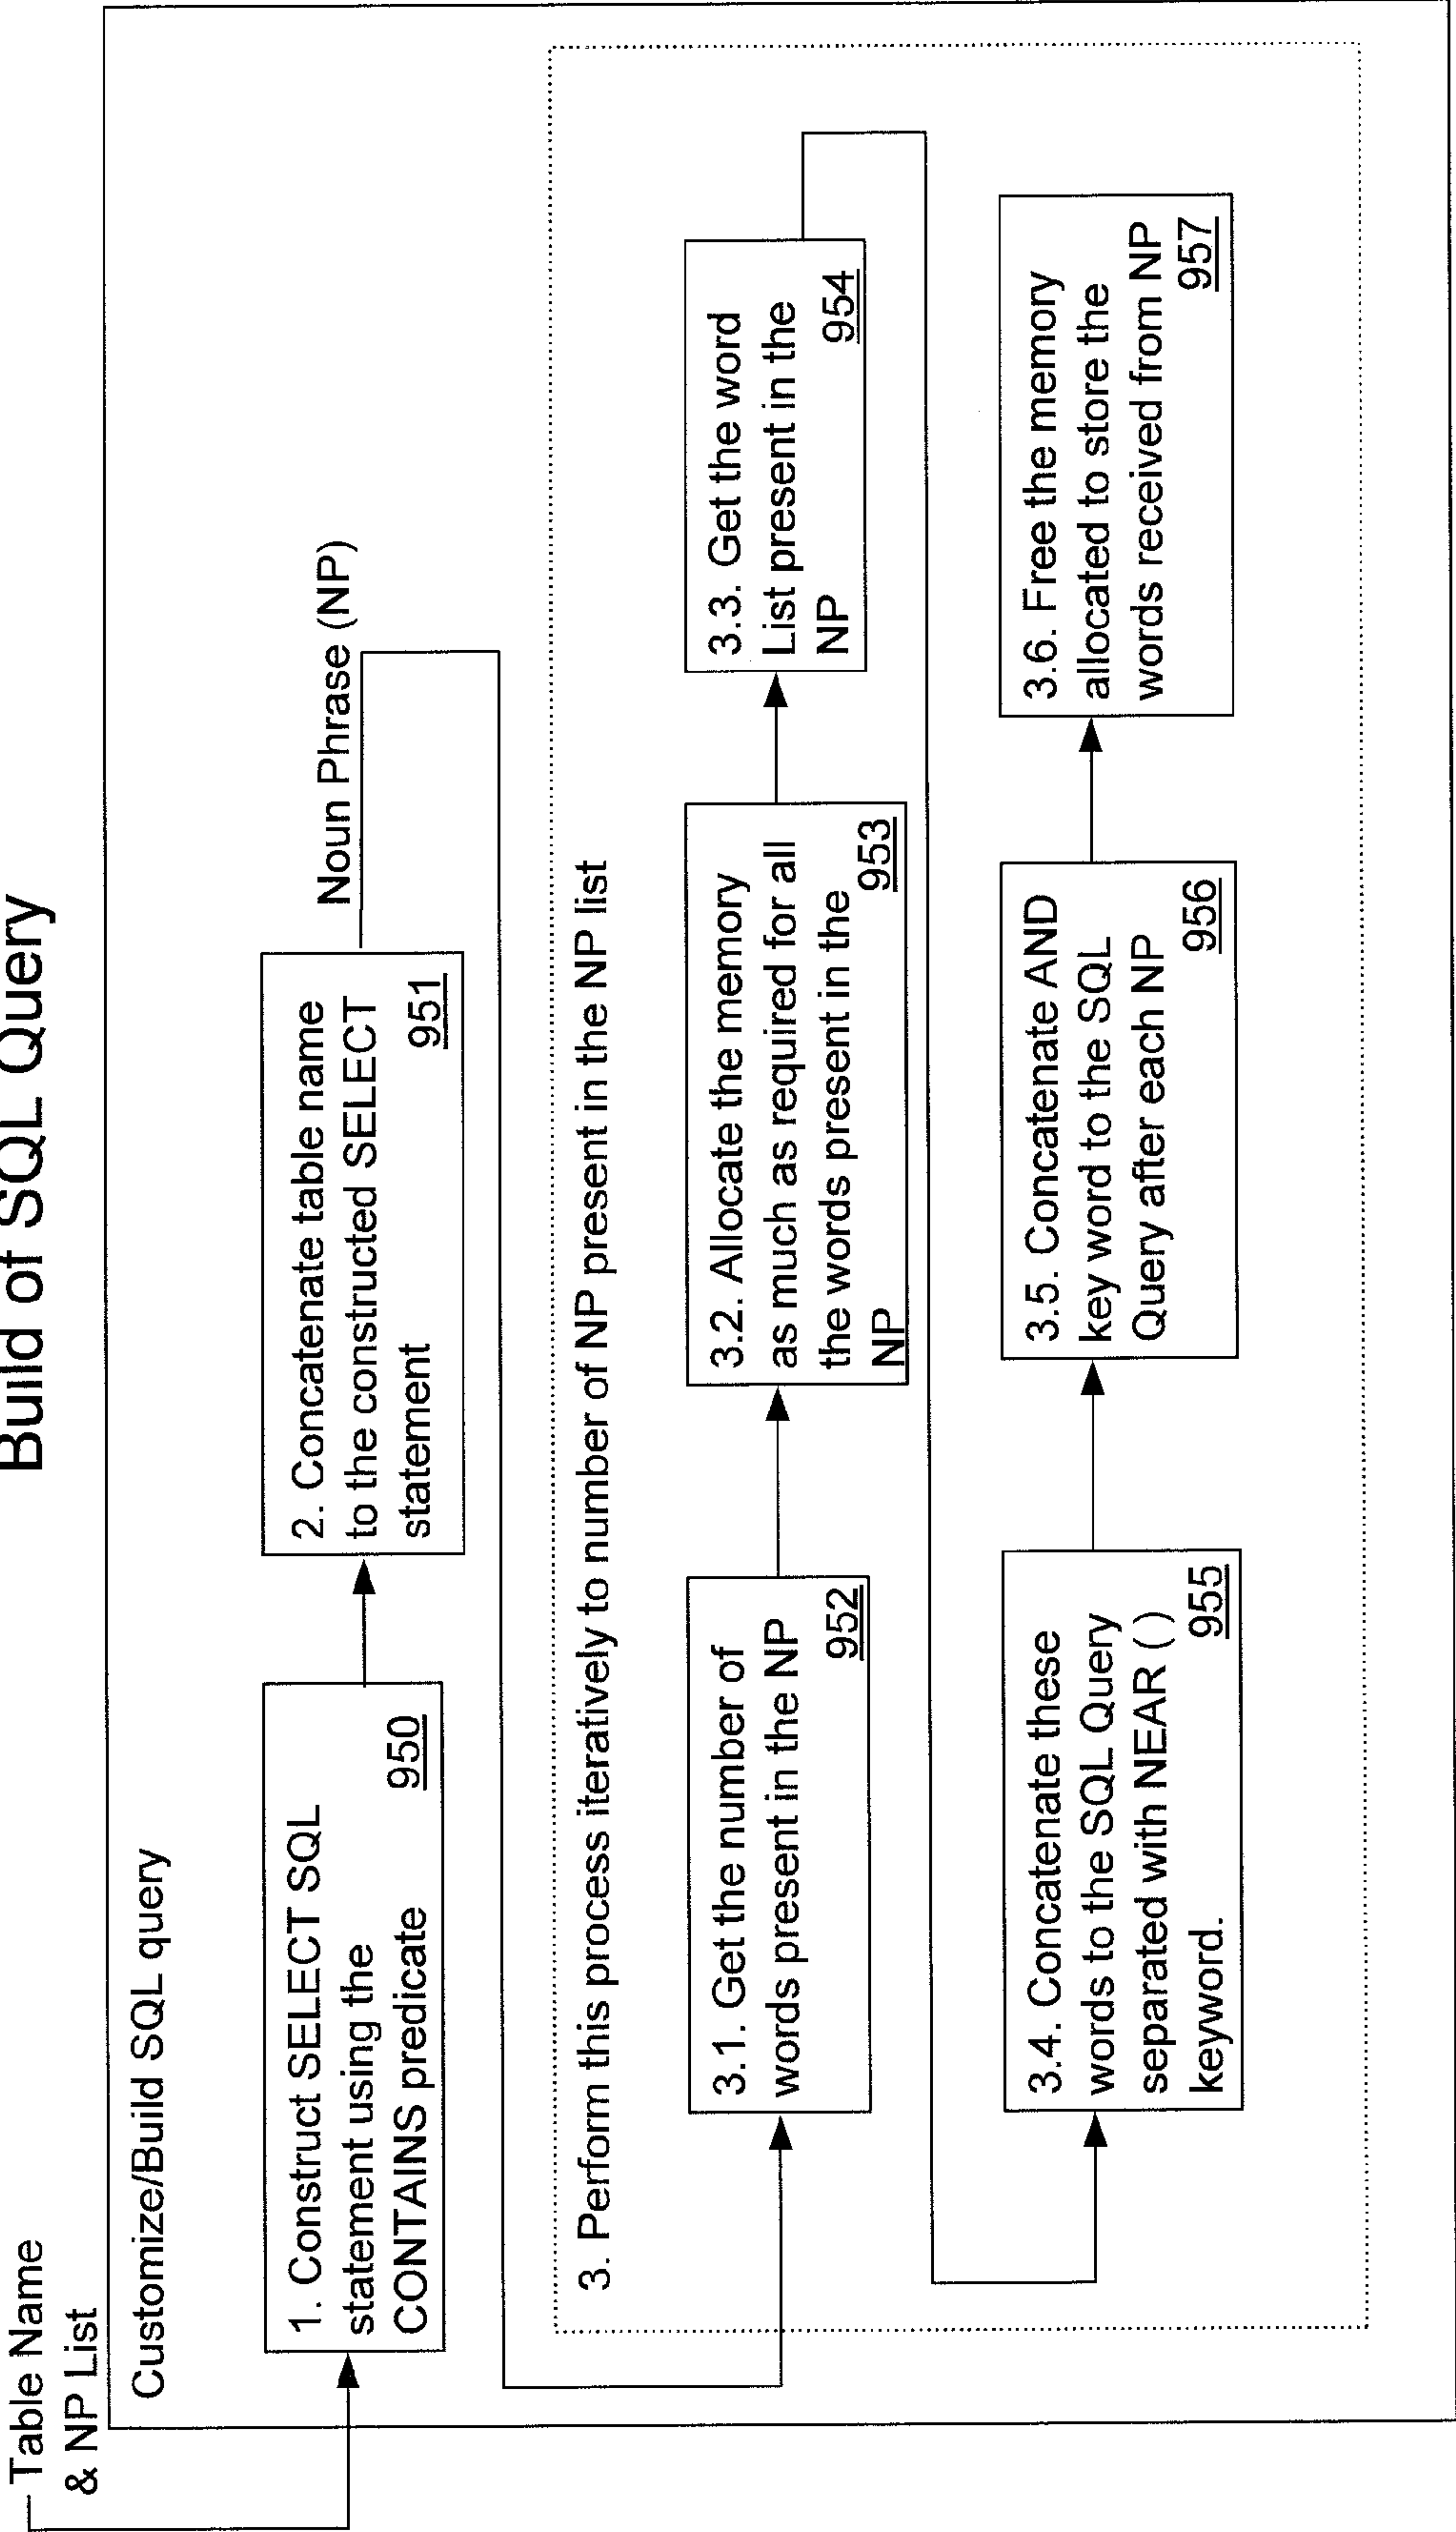 Build of SQL Query
Table Name
& NP List
Customize/Build SQL query
1. Construct SELECT SQL
statement using the
CONTAINS predicate
950
2. Concatenate table name
to the constructed SELECT
statement
951
Noun Phrase (NP)
3. Perform this process iteratively to number of NP present in the NP list
3.1. Get the number of
words present in the NP
952
3.2. Allocate the memory
as much as required for all
the words present in the
NP
953
3.3. Get the word
List present in the
NP
954
3.4. Concatenate these
words to the SQL Query
separated with NEAR ( )
keyword.
955
3.5. Concatenate AND
key word to the SQL
Query after each NP
956
3.6. Free the memory
allocated to store the
words received from NP
957